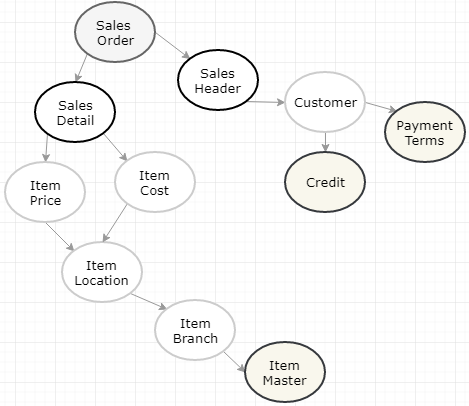 Sales
Order
Sales
Header
Sales
Detail
Customer
Payment
Terms
Item
Price
Item
Cost
Credit
Item
Location
Item
Branch
Item
Master